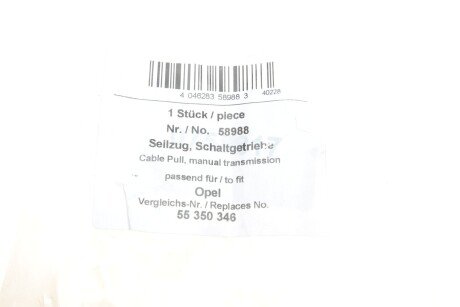 4 046283 58988 3
40228
1 Stück / piece
Nr. / No. 58988
Seilzug, Schaltgetriebe
Cable Pull, manual transmission
passend für / to fit
Opel
Vergleichs-Nr. / Replaces No.
55 350 346